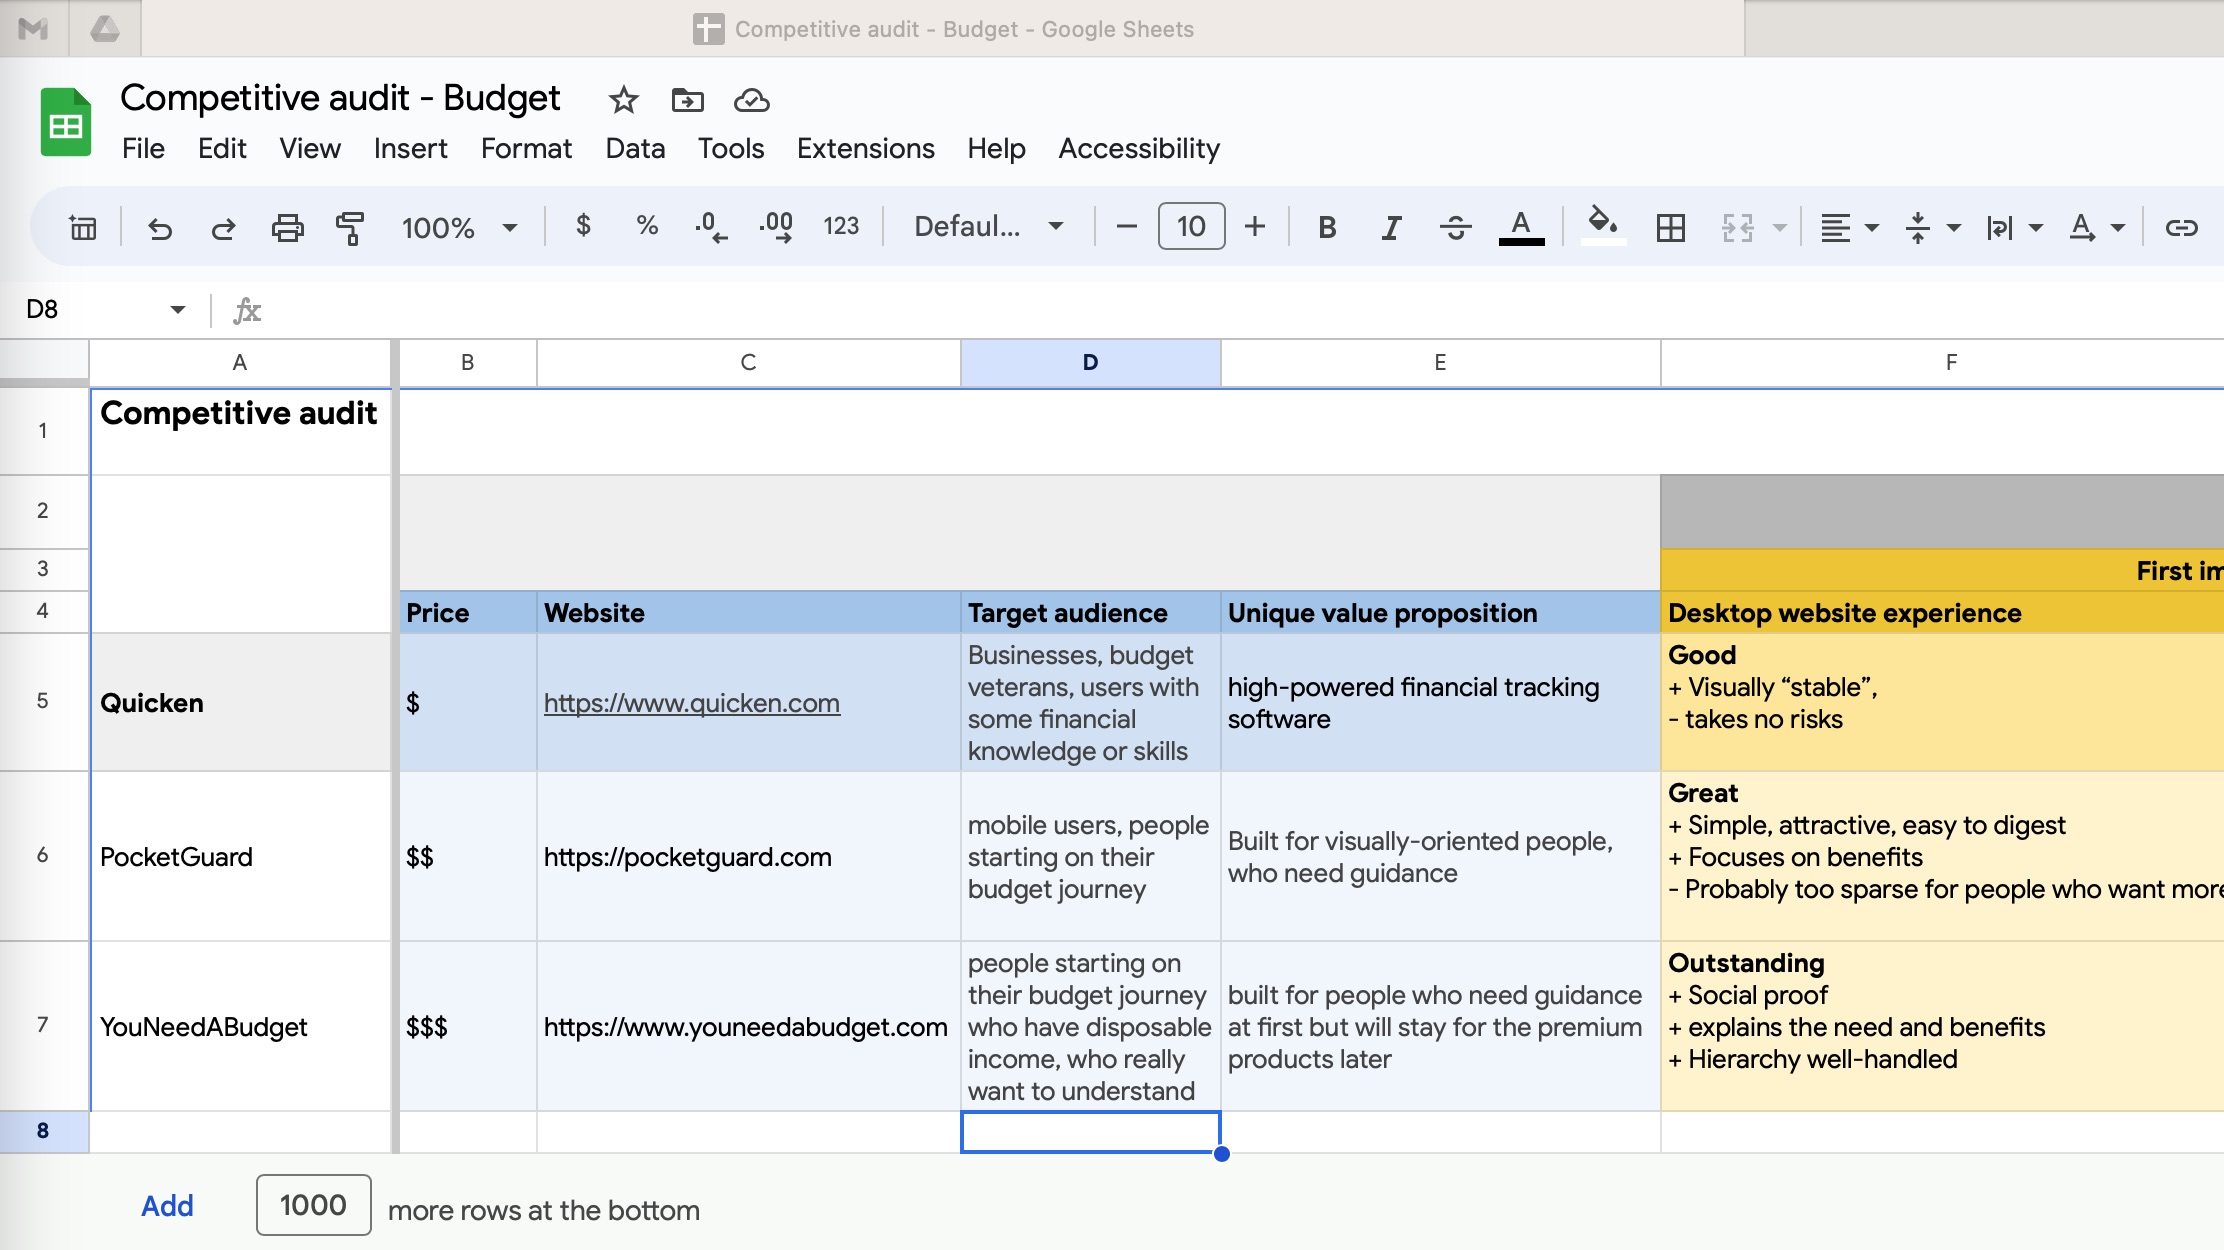 Competitive audit - Budget - Google Sheets
Competitive audit - Budget
File Edit View Insert Format Data Tools Extensions Help Accessibility
100% $ % .0 .00 123 Defaul... 10 B I S A A
D8 fx
A B C D E F
1 Competitive audit
2
3 First im
4 Price Website Target audience Unique value proposition Desktop website experience
5
Quicken
$
https://www.quicken.com
Businesses, budget
veterans, users with
some financial
knowledge or skills
high-powered financial tracking
software
Good
+ Visually “stable”,
- takes no risks
6
PocketGuard
$$
https://pocketguard.com
mobile users, people
starting on their
budget journey
Built for visually-oriented people,
who need guidance
Great
+ Simple, attractive, easy to digest
+ Focuses on benefits
- Probably too sparse for people who want more
7
YouNeedABudget
$$$
https://www.youneedabudget.com
people starting on
their budget journey
who have disposable
income, who really
want to understand
built for people who need guidance
at first but will stay for the premium
products later
Outstanding
+ Social proof
+ explains the need and benefits
+ Hierarchy well-handled
8
Add 1000 more rows at the bottom